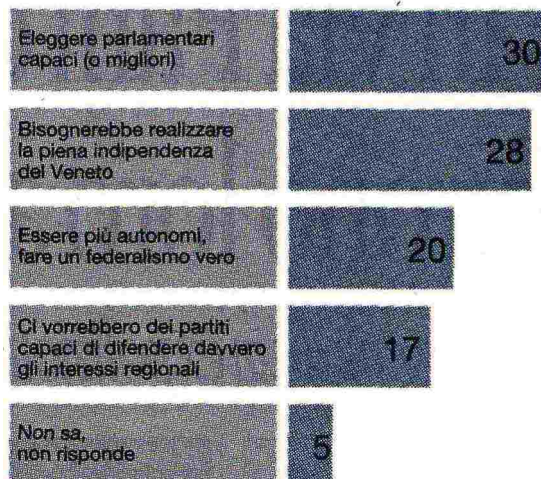 Eleggere parlamentari
capaci (o migliori)
30
Bisognerebbe realizzare
la piena indipendenza
del Veneto
28
Essere più autonomi,
fare un federalismo vero
20
Ci vorrebbero dei partiti
capaci di difendere davvero
gli interessi regionali
17
Non sa,
non risponde
5